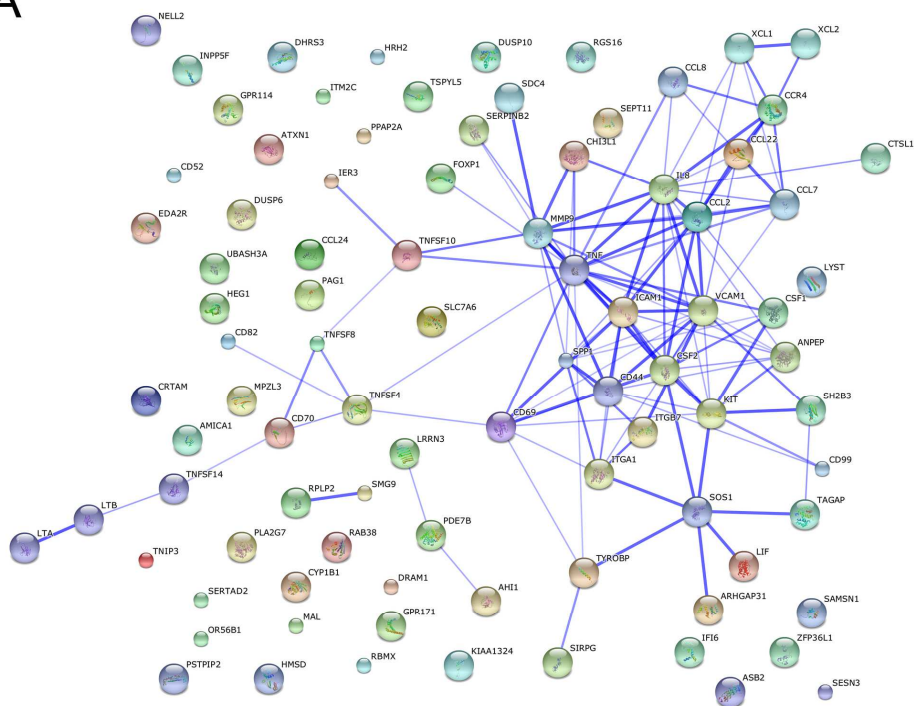 A
NELL2
XCL1
XCL2
DHRS3
HRH2
DUSP10
RGS16
INPP5F
CCL8
GPR114
ITM2C
TSPYL5
SDC4
CCR4
SERPINB2
SEPT11
PPAP2A
ATXN1
CHI3L1
CCL22
CTSL1
CD52
IER3
FOXP1
IL8
CCL7
EDA2R
DUSP6
CCL2
MMP9
UBASH3A
CCL24
TNFSF10
TNF
LYST
HEG1
PAG1
SLC7A6
ICAM1
VCAM1
CSF1
CD82
TNFSF8
SPP1
CSF2
ANPEP
CRTAM
MPZL3
TNFSF4
CD44
KIT
SH2B3
AMICA1
CD70
CD69
ITGB7
LRRN3
ITGA1
CD99
TNFSF14
RPLP2
SMG9
LTB
SOS1
TAGAP
LTA
PLA2G7
RAB38
PDE7B
TNIP3
TYROBP
LIF
CYP1B1
DRAM1
AHI1
SERTAD2
ARHGAP31
SAMSN1
MAL
GPR171
OR56B1
IFI6
ZFP36L1
PSTPIP2
HMSD
RBMX
KIAA1324
SIRPG
ASB2
SESN3